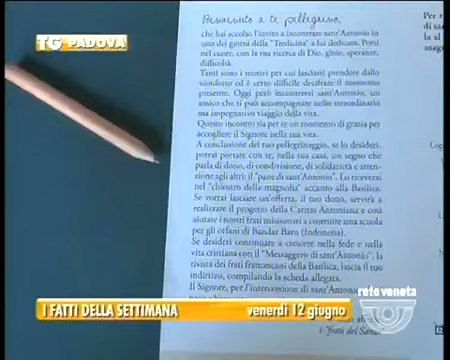 Benvenuto a te pellegrino,
TG PADOVA
che hai accolto l'invito a incontrare sant'Antonio in
uno dei giorni della "Tredicina" a lui dedicata. Porti
nel cuore, con la tua ricerca di Dio, gioie, speranze,
difficoltà.
Tanti sono i motivi per cui lasciarti prendere dallo
sconforto ed è certo difficile decifrare il momento
presente. Oggi però incontrerai sant'Antonio, un
amico che ti può accompagnare nello straordinario
ma impegnativo viaggio della vita.
Questo incontro sia per te un momento di grazia per
accogliere il Signore nella tua vita.
A conclusione del tuo pellegrinaggio, se lo desideri,
potrai portare con te, nella tua casa, un segno che
parla di dono, di condivisione, di solidarietà e atten-
zione agli altri: il "pane di sant'Antonio". Lo riceverai
nel "chiostro della magnolia" accanto alla Basilica.
Se vorrai lasciare un'offerta, il tuo dono, servirà a
realizzare il progetto della Caritas Antoniana e così
aiutare i nostri frati missionari a costruire una scuola
per gli orfani di Bandar Baru (Indonesia).
Se desideri continuare a crescere nella fede e nella
vita cristiana con il "Messaggero di sant'Antonio", la
rivista dei frati francescani della Basilica, lascia il tuo
indirizzo, compilando la scheda allegata.
Il Signore, per l'intercessione di sant'Antonio
I FATTI DELLA SETTIMANA
venerdì 12 giugno
reteveneta
i "frati del Santo"
Per
di
la al